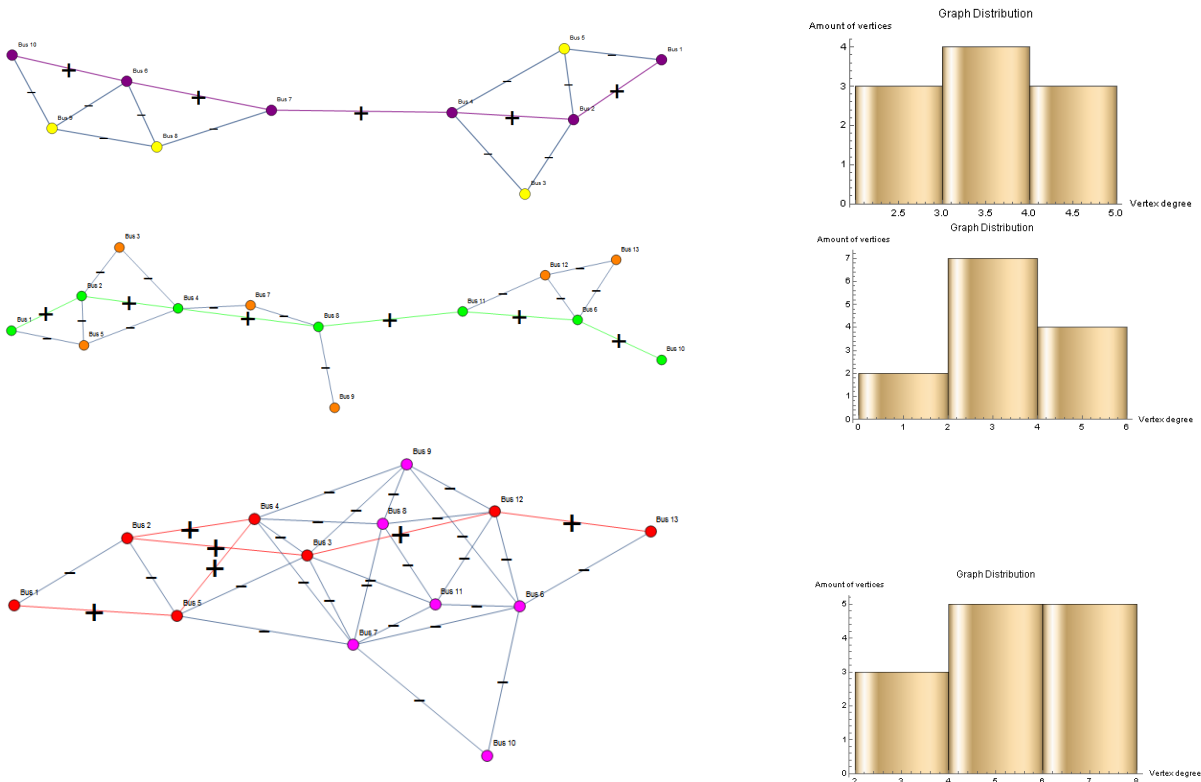 Graph Distribution
Amount of vertices
4
3
2
1
0
2.5 3.0 3.5 4.0 4.5 5.0
Vertex degree
Bus 10
Bus 6
Bus 9
Bus 8
Bus 7
Bus 4
Bus 5
Bus 1
Bus 2
Bus 3
+ + + + +
− − − − − − − − −
Graph Distribution
Amount of vertices
7
6
5
4
3
2
1
0
0 1 2 3 4 5 6
Vertex degree
Bus 3
Bus 2
Bus 1
Bus 5
Bus 4
Bus 7
Bus 8
Bus 9
Bus 11
Bus 12
Bus 13
Bus 6
Bus 10
Graph Distribution
Amount of vertices
5
4
3
2
1
0
2 3 4 5 6 7 8
Vertex degree
Bus 9
Bus 4
Bus 8
Bus 12
Bus 2
Bus 3
Bus 13
Bus 1
Bus 5
Bus 11
Bus 6
Bus 7
Bus 10